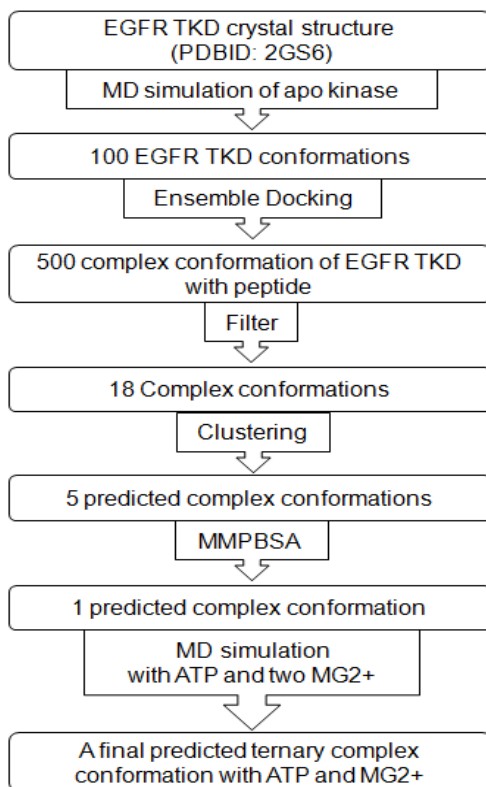 EGFR TKD crystal structure
(PDBID: 2GS6)
MD simulation of apo kinase
100 EGFR TKD conformations
Ensemble Docking
500 complex conformation of EGFR TKD
with peptide
Filter
18 Complex conformations
Clustering
5 predicted complex conformations
MMPBSA
1 predicted complex conformation
MD simulation
with ATP and two MG2+
A final predicted ternary complex
conformation with ATP and MG2+